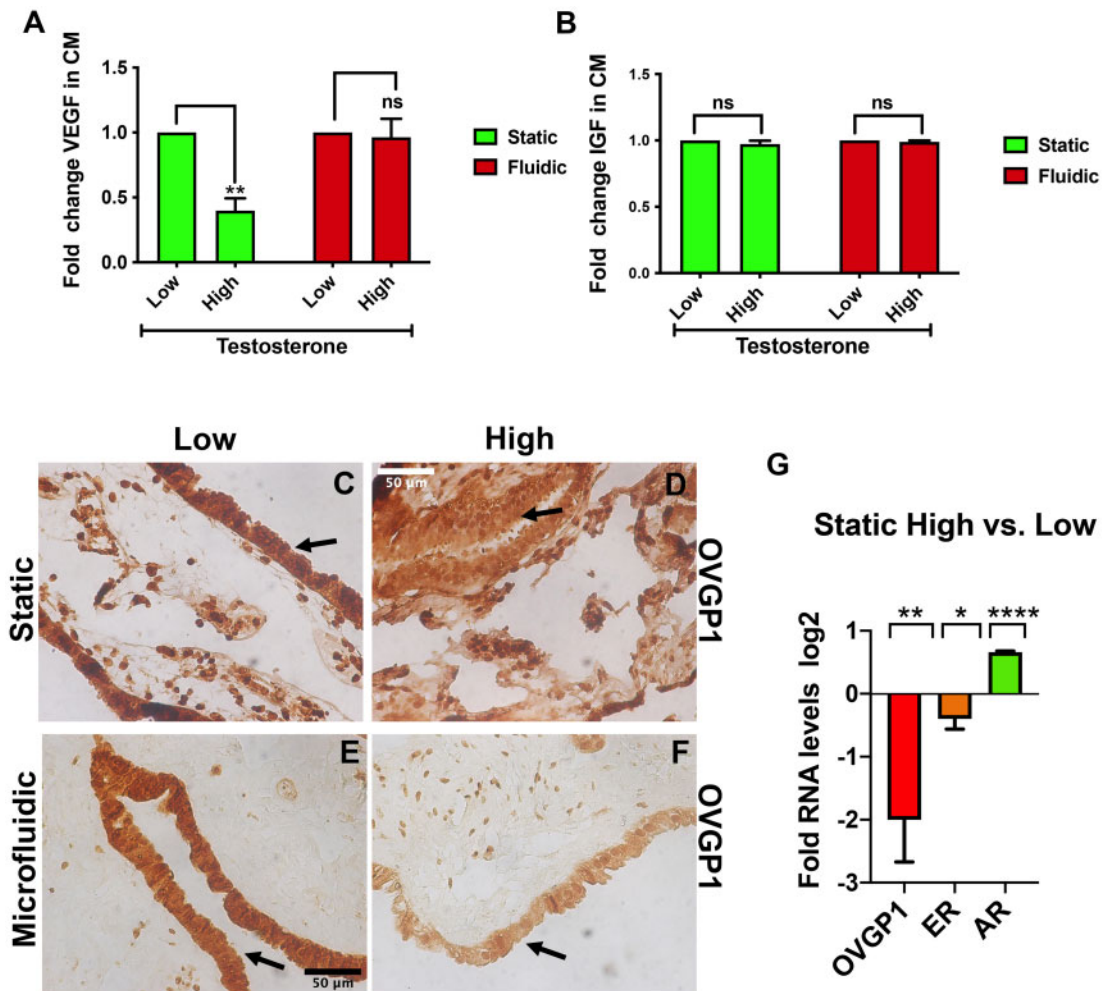 A
Fold change VEGF in CM
1.5
1.0
0.5
0.0
**
ns
Low
High
Low
High
Testosterone
Static
Fluidic
B
Fold change IGF in CM
1.5
1.0
0.5
0.0
ns
ns
Low
High
Low
High
Testosterone
Static
Fluidic
Low
High
Static
C
50 µm
D
OVGP1
Microfluidic
E
50 µm
F
OVGP1
G
Static High vs. Low
Fold RNA levels log2
**
*
****
1
0
-1
-2
-3
OVGP1
ER
AR